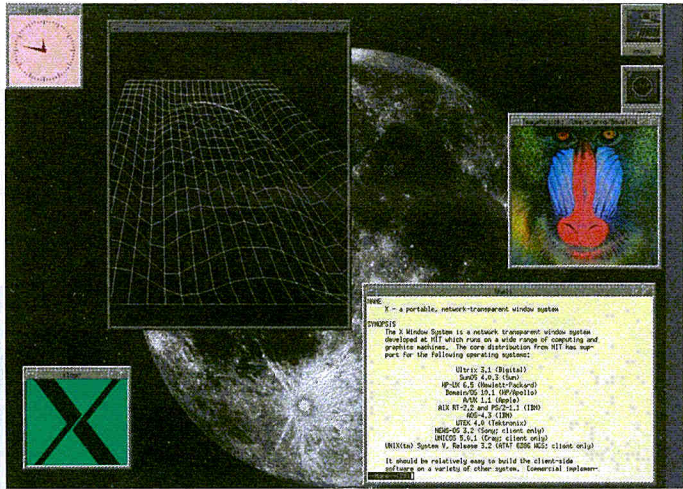 NAME
X - a portable, network-transparent window system
SYNOPSIS
The X Window System is a network transparent window system
developed at MIT which runs on a wide range of computing and
graphics machines. The core distribution from MIT has sup-
port for the following operating systems:
Ultrix 3.1 (Digital)
SunOS 4.0.3 (Sun)
HP-UX 6.5 (Hewlett-Packard)
Domain/OS 10.1 (HP/Apollo)
A/UX 1.1 (Apple)
AIX RT-2.2 and PS/2-1.1 (IBM)
AOS-4.3 (IBM)
UTEK 4.0 (Tektronix)
NEWS-OS 3.2 (Sony; client only)
UNICOS 5.0.1 (Cray; client only)
UNIX(tm) System V, Release 3.2 (AT&T 6386 WGS; client only)
It should be relatively easy to build the client-side
software on a variety of other system. Commercial implemen-